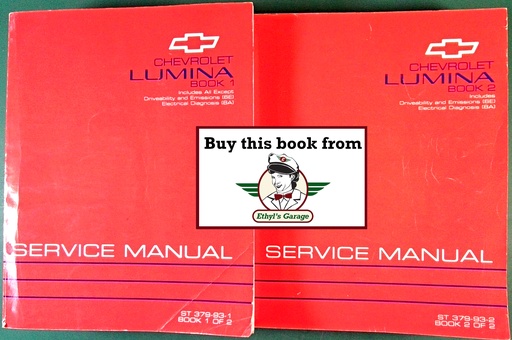 CHEVROLET
LUMINA
BOOK 1
Includes All Except
Driveability and Emissions (6E)
Electrical Diagnosis (8A)
SERVICE MANUAL
ST 379-93-1
BOOK 1 OF 2
CHEVROLET
LUMINA
BOOK 2
Includes
Driveability and Emissions (6E)
Electrical Diagnosis (8A)
SERVICE MANUAL
ST 379-93-2
BOOK 2 OF 2
Buy this book from
Ethyl's Garage